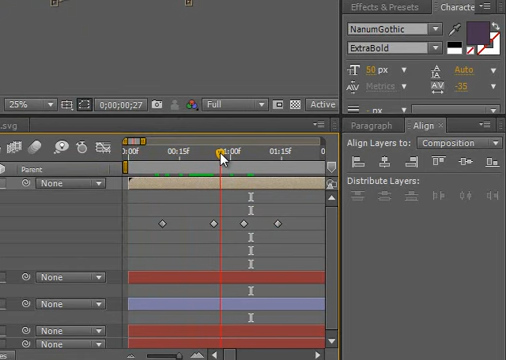 Effects & Presets
Characte
NanumGothic
ExtraBold
50 px
Auto
Metrics
-35
- px
25%
0;00;00;27
Full
Active
.svg
Paragraph
Align
Align Layers to: Composition
Distribute Layers:
:00f
00:15f
01:00f
01:15f
0
Parent
None
None
None
None
None